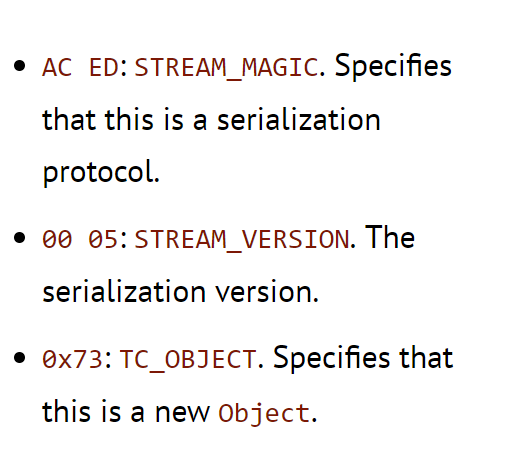 • AC ED: STREAM_MAGIC. Specifies
that this is a serialization
protocol.
• 00 05: STREAM_VERSION. The
serialization version.
• 0x73: TC_OBJECT. Specifies that
this is a new Object.